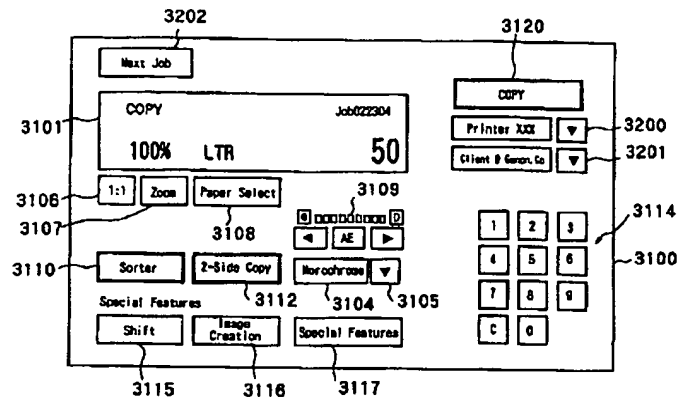 3202
3120
Next Job
COPY
COPY Job022304
3101
Printer XXX ▼ 3200
100% LTR 50
Client @ Canon.Co ▼ 3201
3106 1:1 Zoom Paper Select 3109
3107 3108
◀ AE ▶
1 2 3 3114
3110 Sorter 2-Side Copy Monochrome ▼
4 5 6 3100
3112 3104 3105
7 8 9
Special Features
Shift Image Creation Special Features
C 0
3115 3116 3117